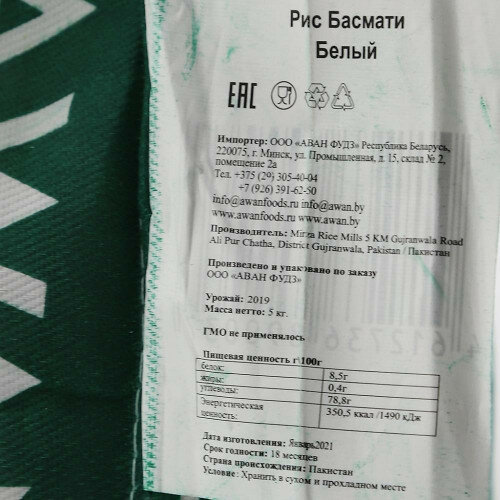 Рис Басмати
Белый
ЕАС
Импортер: ООО «АВАН ФУДЗ» Республика Беларусь,
220075, г. Минск, ул. Промышленная, д. 15, склад № 2,
помещение 2а
Тел. +375 (29) 305-40-04
+7 (926) 391-62-50
info@awanfoods.ru info@awan.by
www.awanfoods.ru www.awan.by
Производитель: Mirza Rice Mills 5 KM Gujranwala Road
Ali Pur Chatha, District Gujranwala, Pakistan / Пакистан
Произведено и упаковано по заказу
ООО «АВАН ФУДЗ»
Урожай: 2019
Масса нетто: 5 кг.
ГМО не применялось
Пищевая ценность г\100г
белок: 8,5г
жиры: 0,4г
углеводы: 78,8г
Энергетическая 350,5 ккал /1490 кДж
ценность:
Дата изготовления: Январь2021
Срок годности: 18 месяцев
Страна происхождения: Пакистан
Условие: Хранить в сухом и прохладном месте